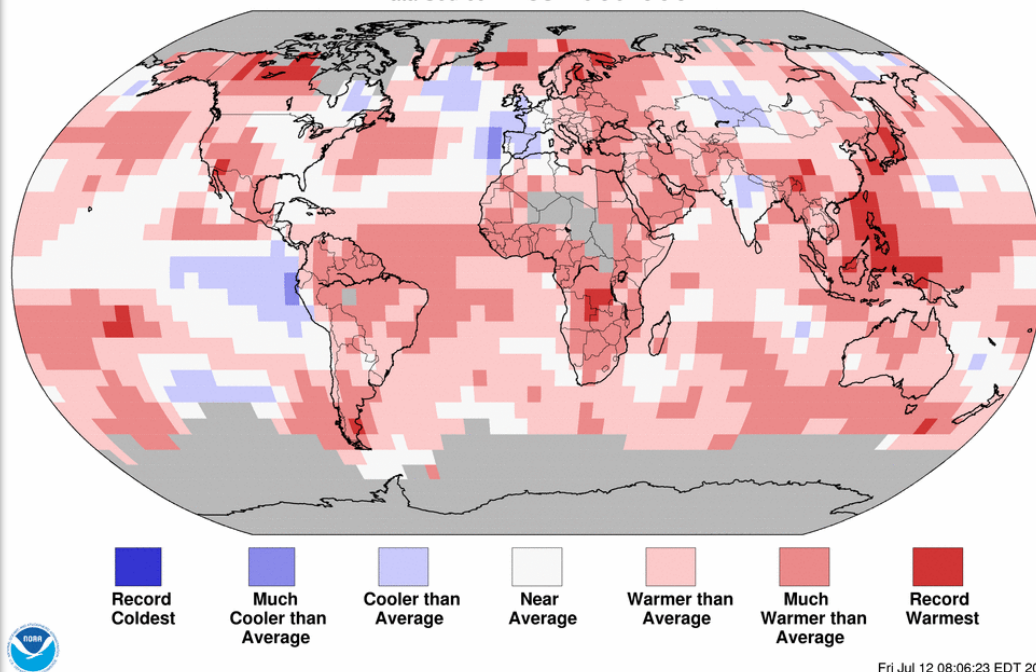 Record
Coldest
Much
Cooler than
Average
Cooler than
Average
Near
Average
Warmer than
Average
Much
Warmer than
Average
Record
Warmest
NOAA
Fri Jul 12 08:06:23 EDT 20